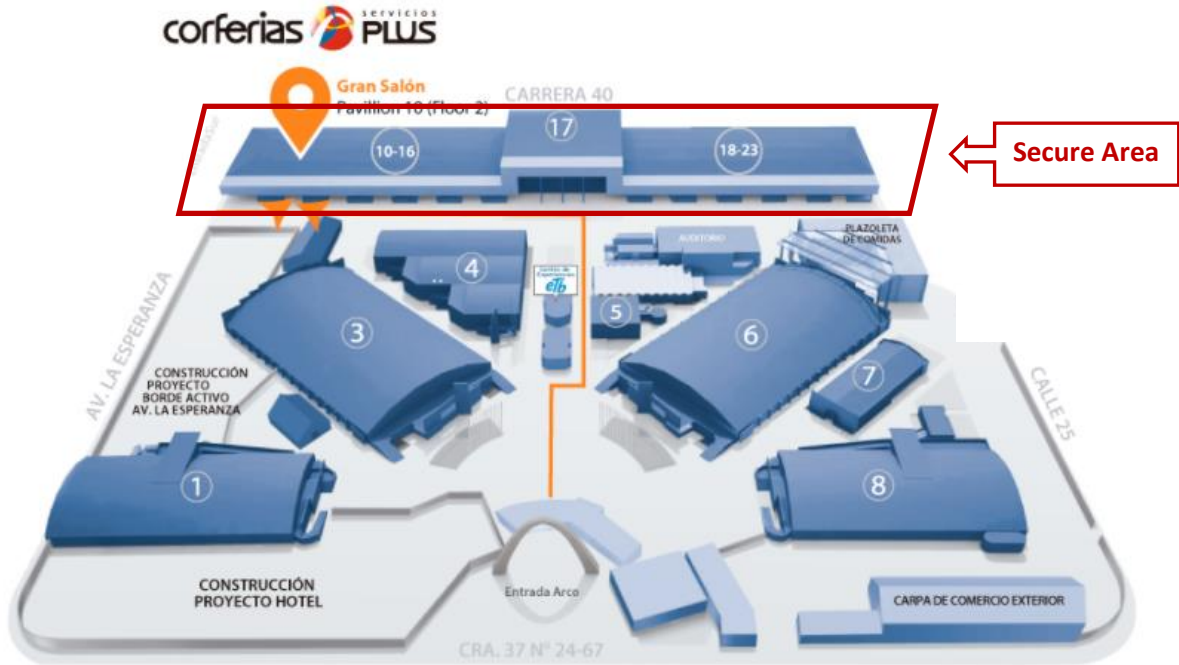 servicios
corferias PLUS
Gran Salón
Pavillion 10 (Floor 2)
CARRERA 40
17
10-16
18-23
Secure Area
PLAZOLETA
DE COMIDAS
AUDITORIO
4
etb
5
3
6
7
AV. LA ESPERANZA
CONSTRUCCIÓN
PROYECTO
BORDE ACTIVO
AV. LA ESPERANZA
CALLE 25
1
8
CONSTRUCCIÓN
PROYECTO HOTEL
Entrada Arco
CARPA DE COMERCIO EXTERIOR
CRA. 37 N° 24-67